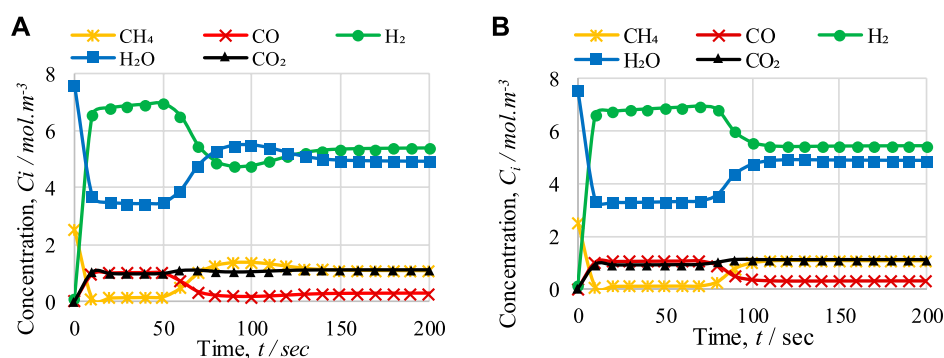 A
CH₄ CO H₂
H₂O CO₂
Concentration, Ci / mol.m⁻³
8
6
4
2
0
0 50 100 150 200
Time, t / sec
B
CH₄ CO H₂
H₂O CO₂
Concentration, Cᵢ / mol.m⁻³
8
6
4
2
0
0 50 100 150 200
Time, t / sec